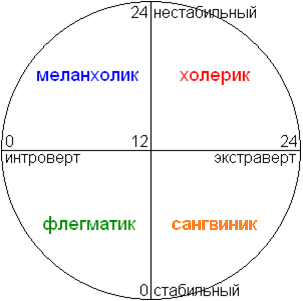 24 нестабильный
меланхолик холерик
0 12 24
интроверт экстраверт
флегматик сангвиник
0 стабильный